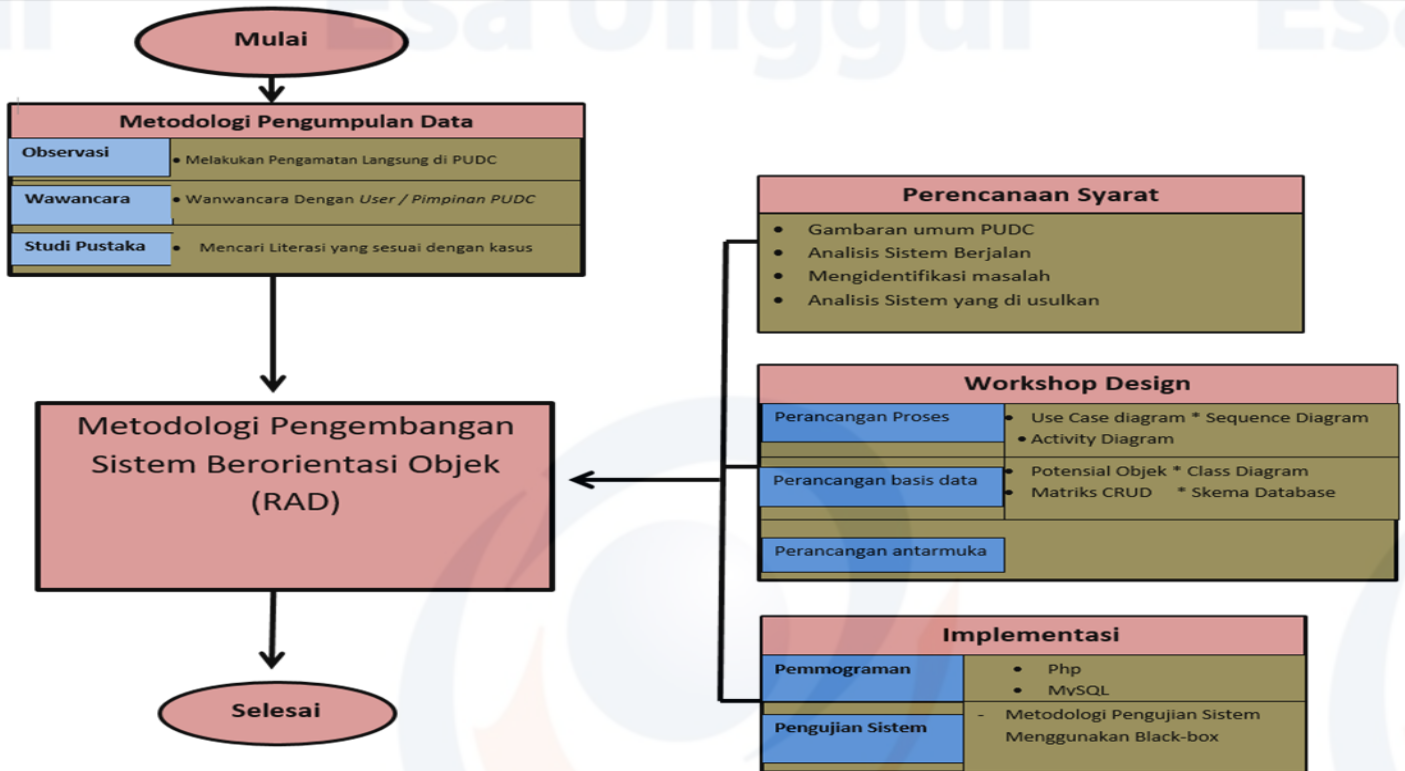 Esa Unggul
Esa
Mulai
Metodologi Pengumpulan Data
Observasi
• Melakukan Pengamatan Langsung di PUDC
Wawancara
• Wanwancara Dengan User / Pimpinan PUDC
Studi Pustaka
• Mencari Literasi yang sesuai dengan kasus
Metodologi Pengembangan
Sistem Berorientasi Objek
(RAD)
Selesai
Perencanaan Syarat
• Gambaran umum PUDC
• Analisis Sistem Berjalan
• Mengidentifikasi masalah
• Analisis Sistem yang di usulkan
Workshop Design
Perancangan Proses
• Use Case diagram * Sequence Diagram
• Activity Diagram
Perancangan basis data
• Potensial Objek * Class Diagram
• Matriks CRUD * Skema Database
Perancangan antarmuka
Implementasi
Pemmograman
• Php
• MySQL
Pengujian Sistem
- Metodologi Pengujian Sistem
Menggunakan Black-box